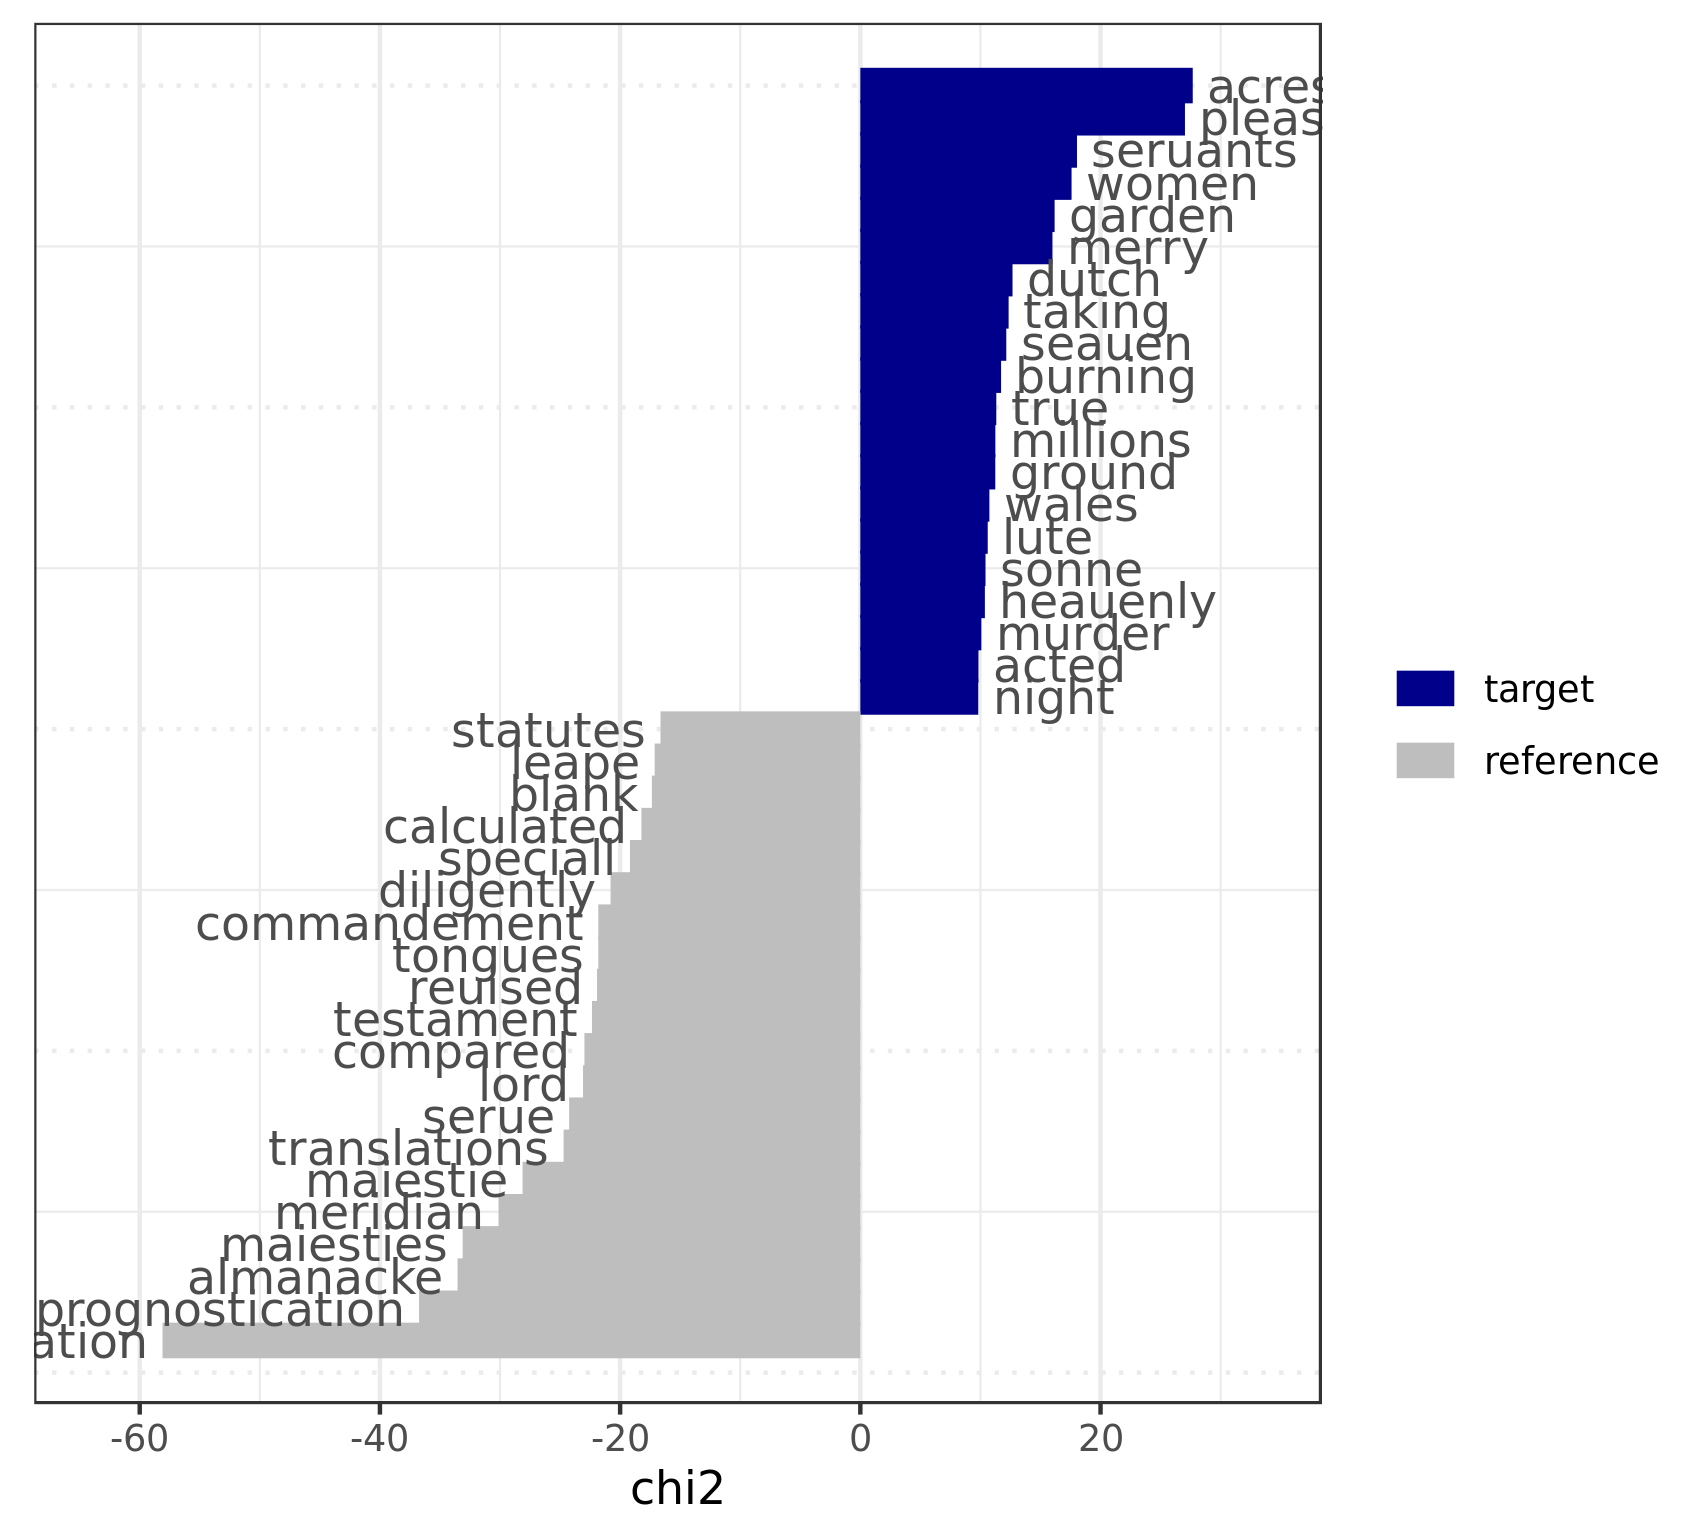 acres
pleas
seruants
women
garden
merry
dutch
taking
seauen
burning
true
millions
ground
wales
lute
sonne
heauenly
murder
acted
night
target
reference
statutes
leape
blank
calculated
speciall
diligently
commandement
tongues
reuised
testament
compared
lord
serue
translations
maiestie
meridian
maiesties
almanacke
prognostication
ation
-60 -40 -20 0 20
chi2